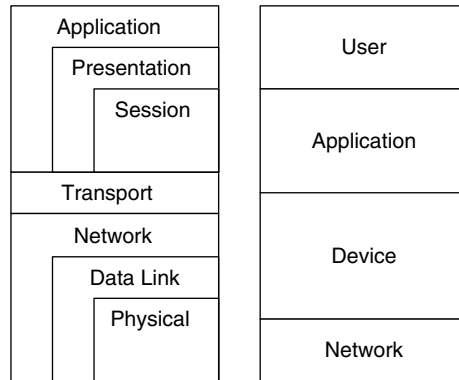 Application
Presentation
Session
Transport
Network
Data Link
Physical
User
Application
Device
Network